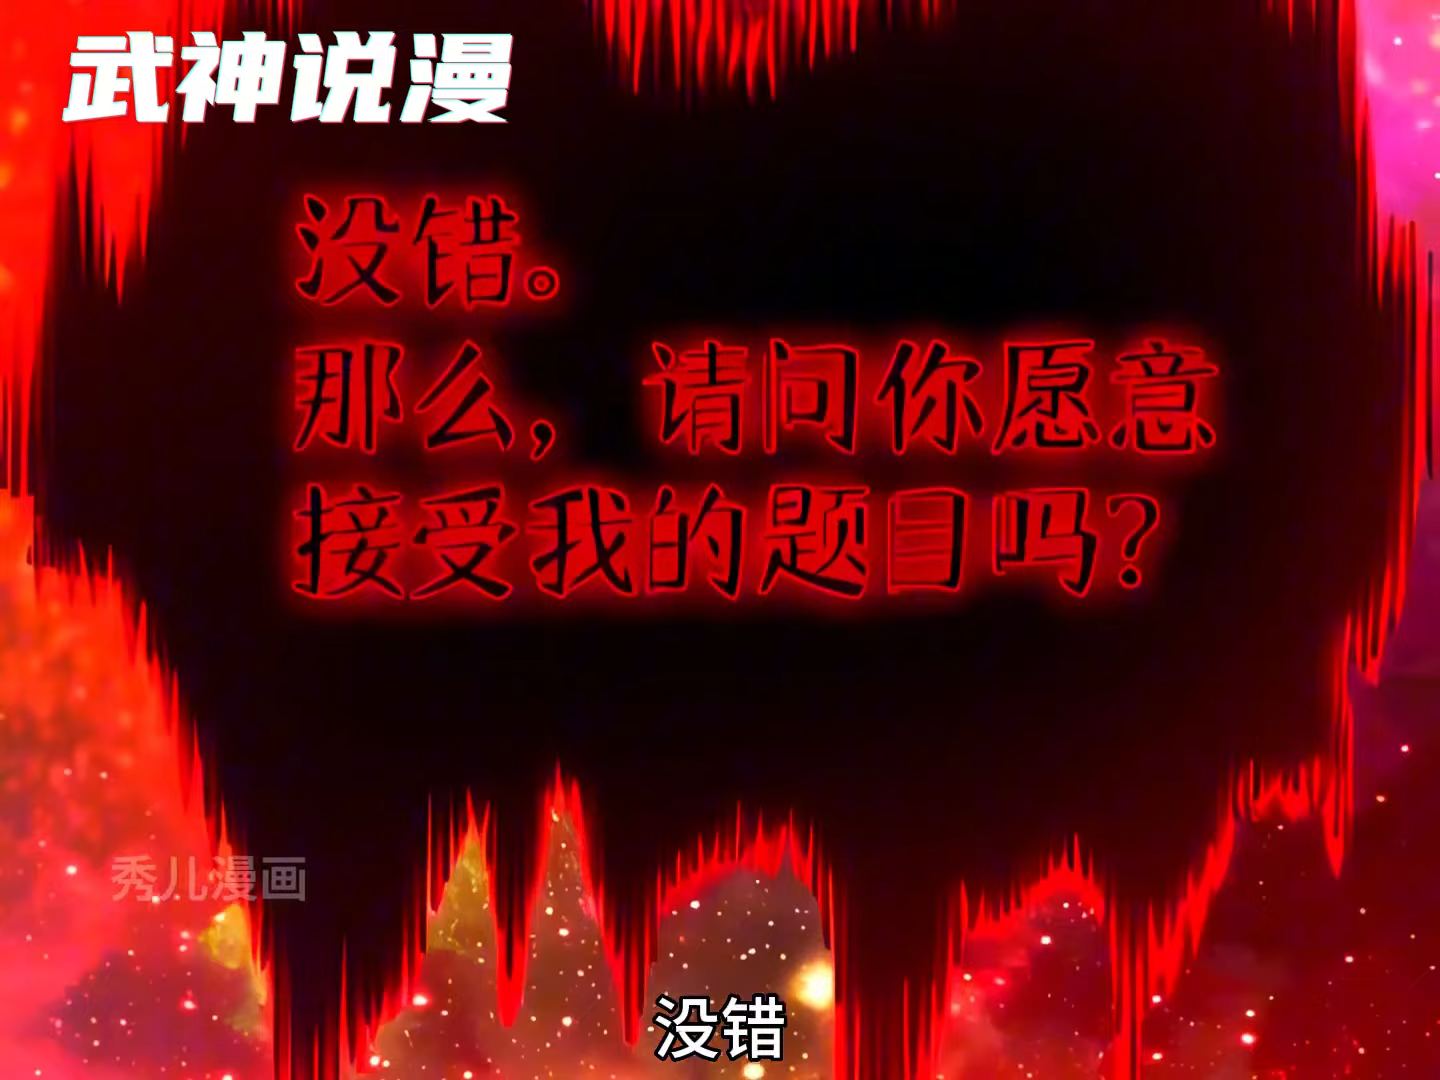 武神说漫
没错。
那么，请问你愿意
接受我的题目吗？
秀儿漫画
没错